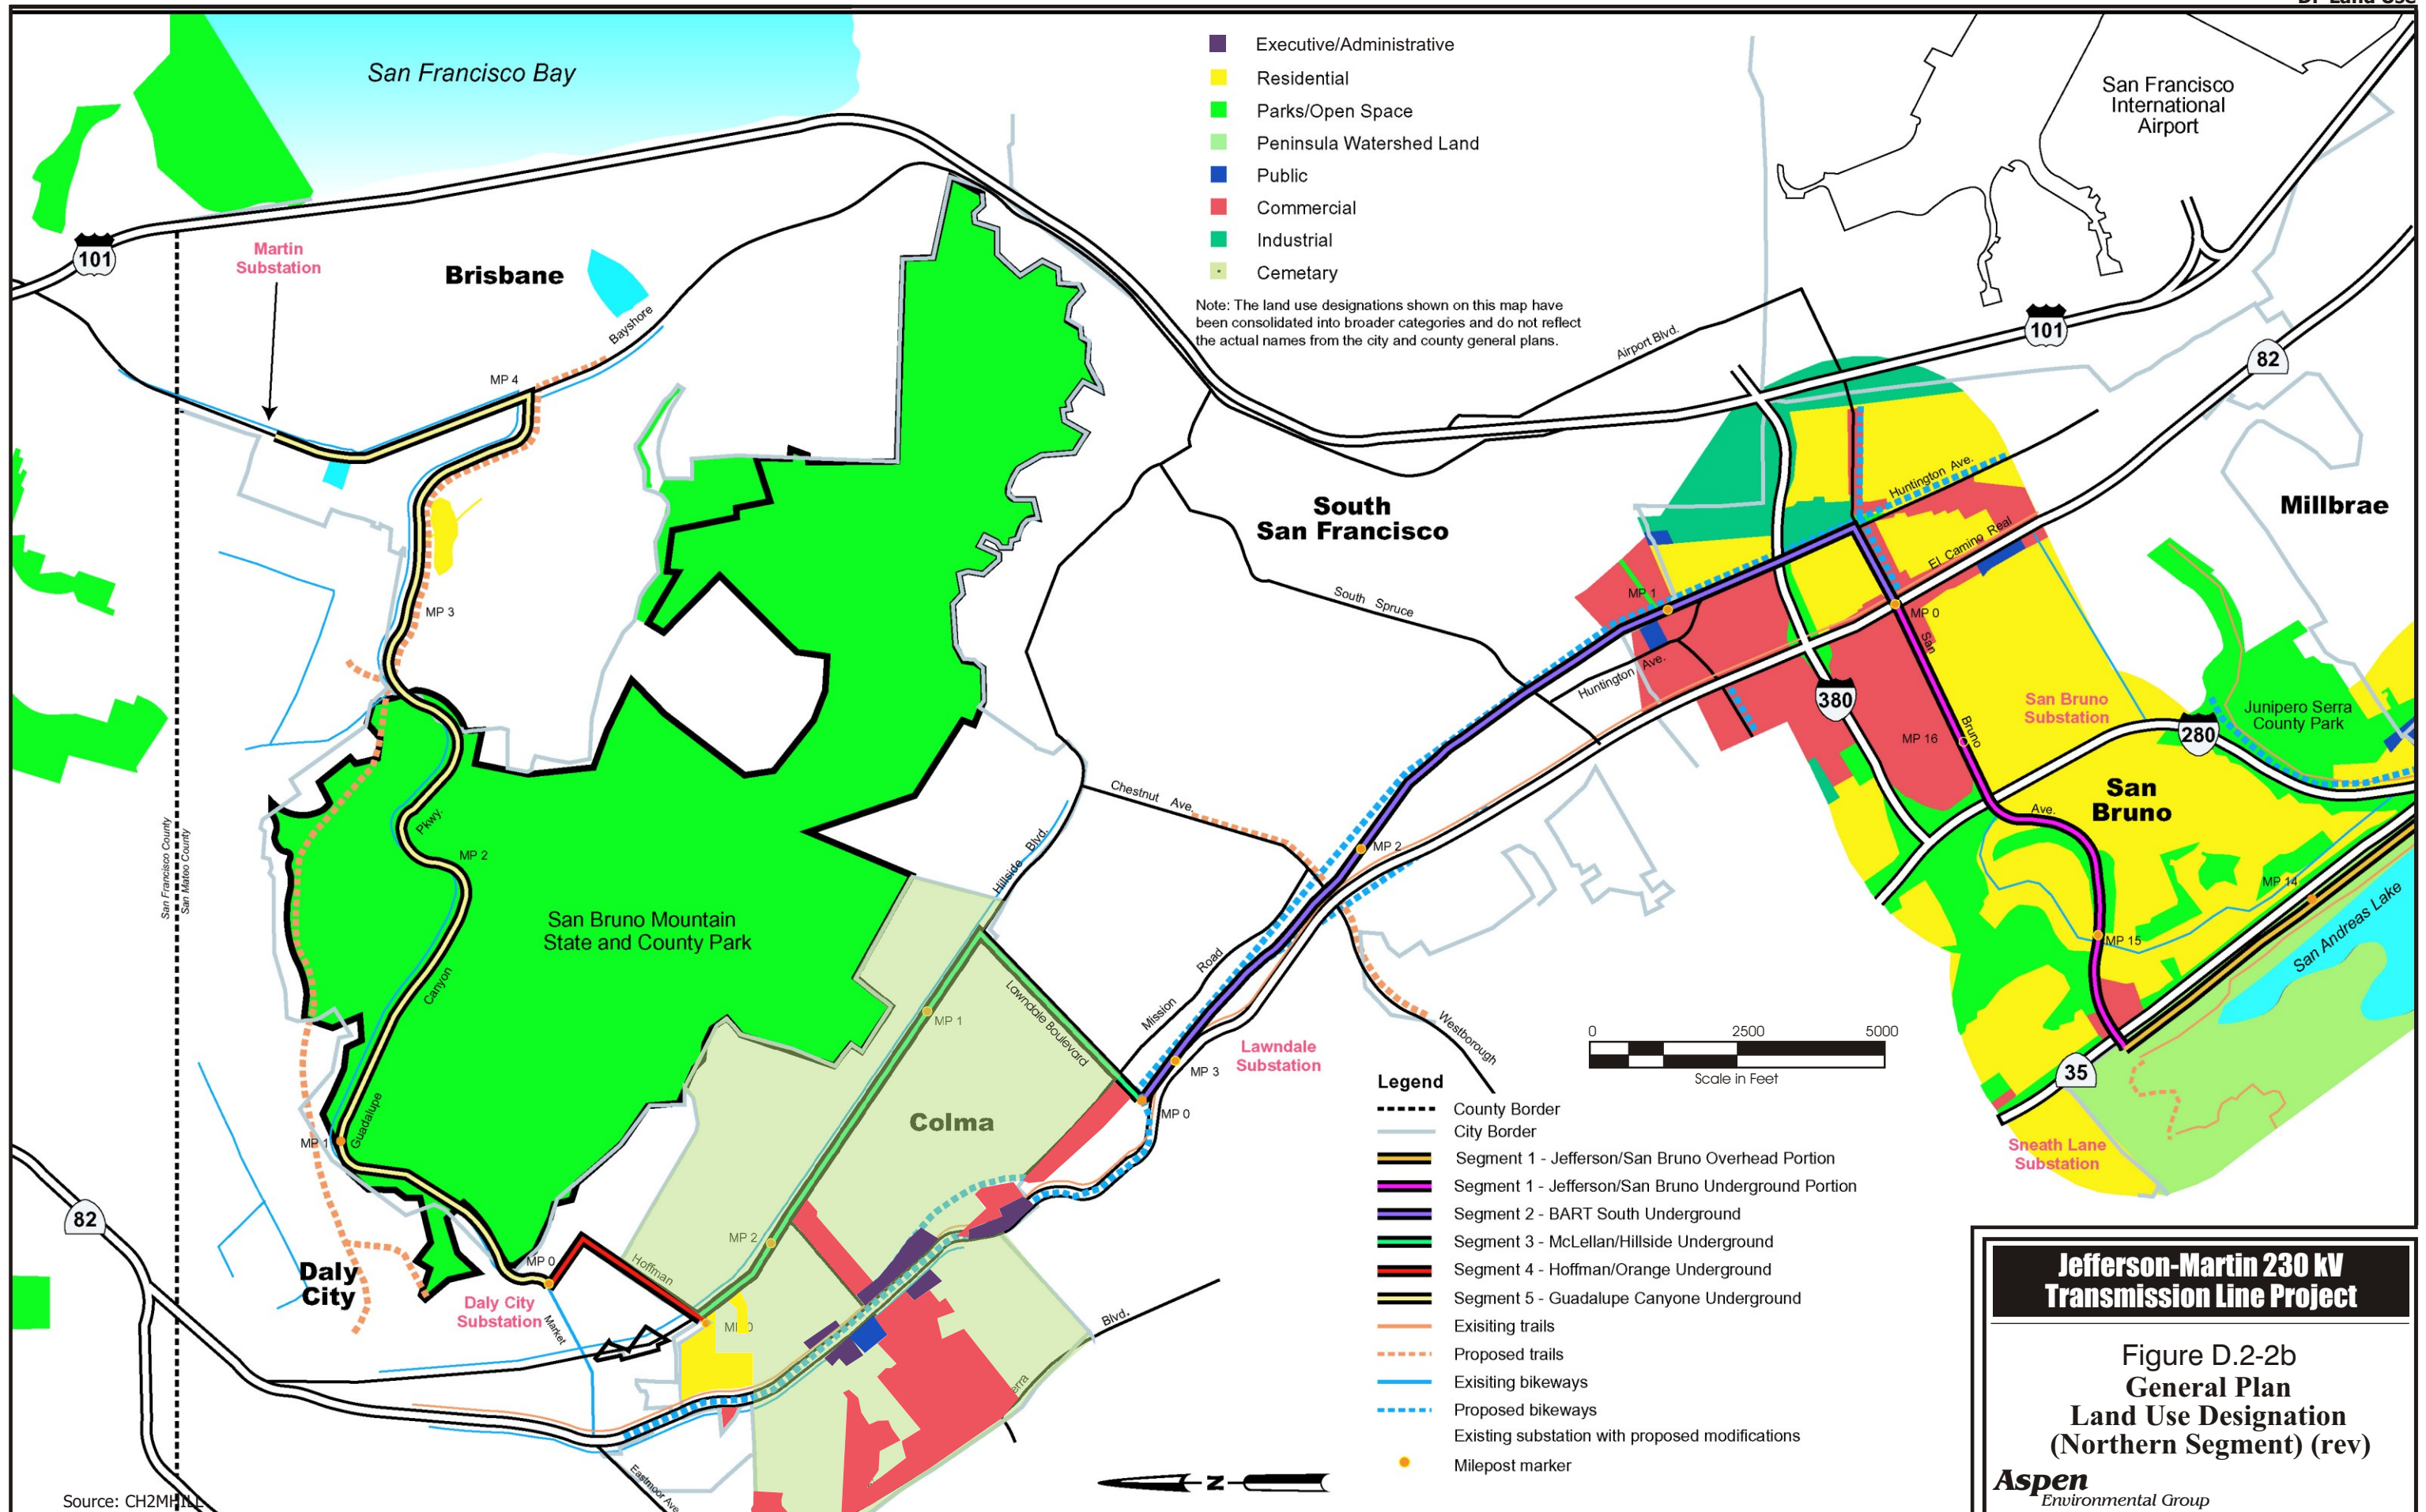 San Francisco Bay
Executive/Administrative
Residential
Parks/Open Space
Peninsula Watershed Land
Public
Commercial
Industrial
Cemetary
Note: The land use designations shown on this map have
been consolidated into broader categories and do not reflect
the actual names from the city and county general plans.
San Francisco
International
Airport
101
Martin
Substation
Brisbane
Bayshore
MP 4
Airport Blvd.
101
82
South
San Francisco
Huntington Ave.
Millbrae
El Camino Real
South Spruce
MP 1
MP 0
MP 3
San
Huntington Ave.
380
San Bruno
Substation
Junipero Serra
County Park
280
MP 16
Bruno
San
Bruno
Ave.
Chestnut Ave.
Pkwy.
MP 2
Hillside Blvd.
MP 2
San Francisco County
San Mateo County
MP 14
San Bruno Mountain
State and County Park
San Andreas Lake
MP 15
Canyon
Road
Mission
MP 1
Lawndale Boulevard
Westborough
Lawndale
Substation
MP 3
0 2500 5000
Scale in Feet
35
MP 0
Colma
Guadalupe
MP 1
Sneath Lane
Substation
Legend
County Border
City Border
Segment 1 - Jefferson/San Bruno Overhead Portion
Segment 1 - Jefferson/San Bruno Underground Portion
Segment 2 - BART South Underground
Segment 3 - McLellan/Hillside Underground
Segment 4 - Hoffman/Orange Underground
Segment 5 - Guadalupe Canyone Underground
Exisiting trails
Proposed trails
Exisiting bikeways
Proposed bikeways
Existing substation with proposed modifications
Milepost marker
82
MP 2
Hoffman
MP 0
Daly
City
Daly City
Substation
Market
MP 0
Blvd.
Eastmoor Ave
N
Source: CH2MHILL
Jefferson-Martin 230 kV
Transmission Line Project
Figure D.2-2b
General Plan
Land Use Designation
(Northern Segment) (rev)
Aspen
Environmental Group